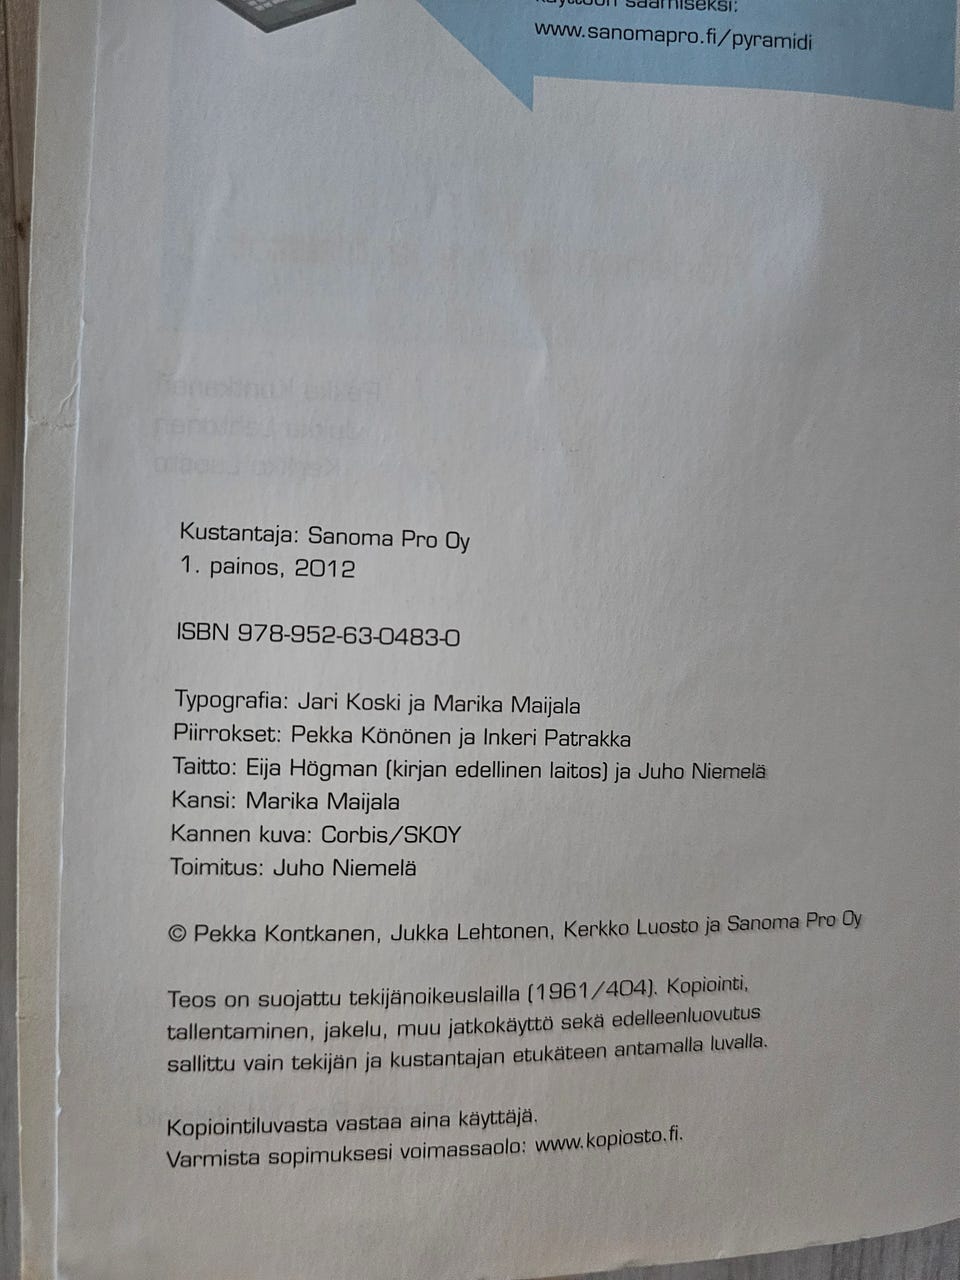 käyttöön saamiseksi:
www.sanomapro.fi/pyramidi
Kustantaja: Sanoma Pro Oy
1. painos, 2012
ISBN 978-952-63-0483-0
Typografia: Jari Koski ja Marika Maijala
Piirrokset: Pekka Könönen ja Inkeri Patrakka
Taitto: Eija Högman (kirjan edellinen laitos) ja Juho Niemelä
Kansi: Marika Maijala
Kannen kuva: Corbis/SKOY
Toimitus: Juho Niemelä
© Pekka Kontkanen, Jukka Lehtonen, Kerkko Luosto ja Sanoma Pro Oy
Teos on suojattu tekijänoikeuslailla (1961/404). Kopiointi,
tallentaminen, jakelu, muu jatkokäyttö sekä edelleenluovutus
sallittu vain tekijän ja kustantajan etukäteen antamalla luvalla.
Kopiointiluvasta vastaa aina käyttäjä.
Varmista sopimuksesi voimassaolo: www.kopiosto.fi.